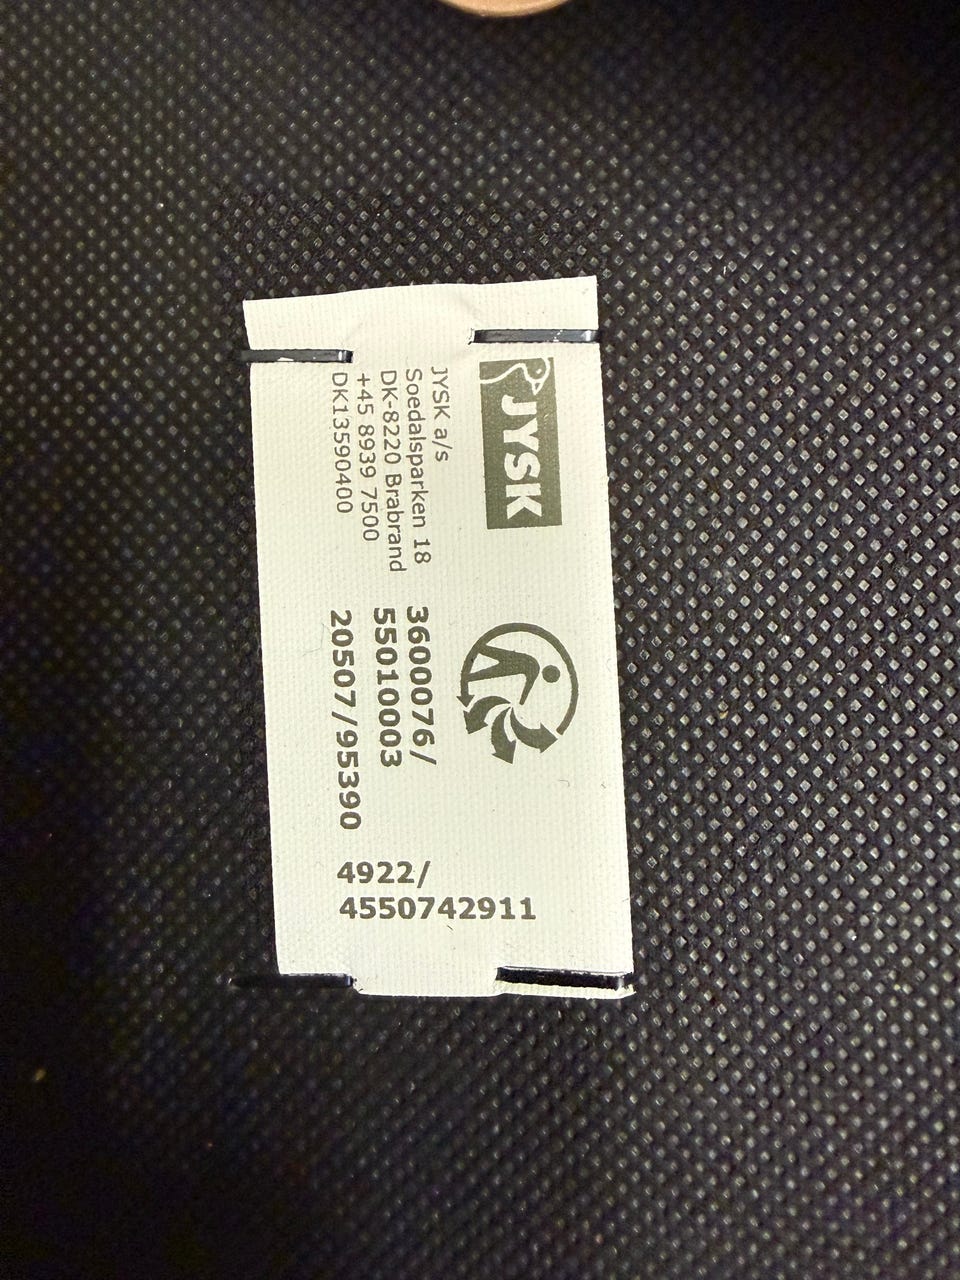 JYSK
JYSK a/s
Soedalsparken 18
DK-8220 Brabrand
+45 8939 7500
DK13590400
3600076/
55010003
20507/95390
4922/
4550742911